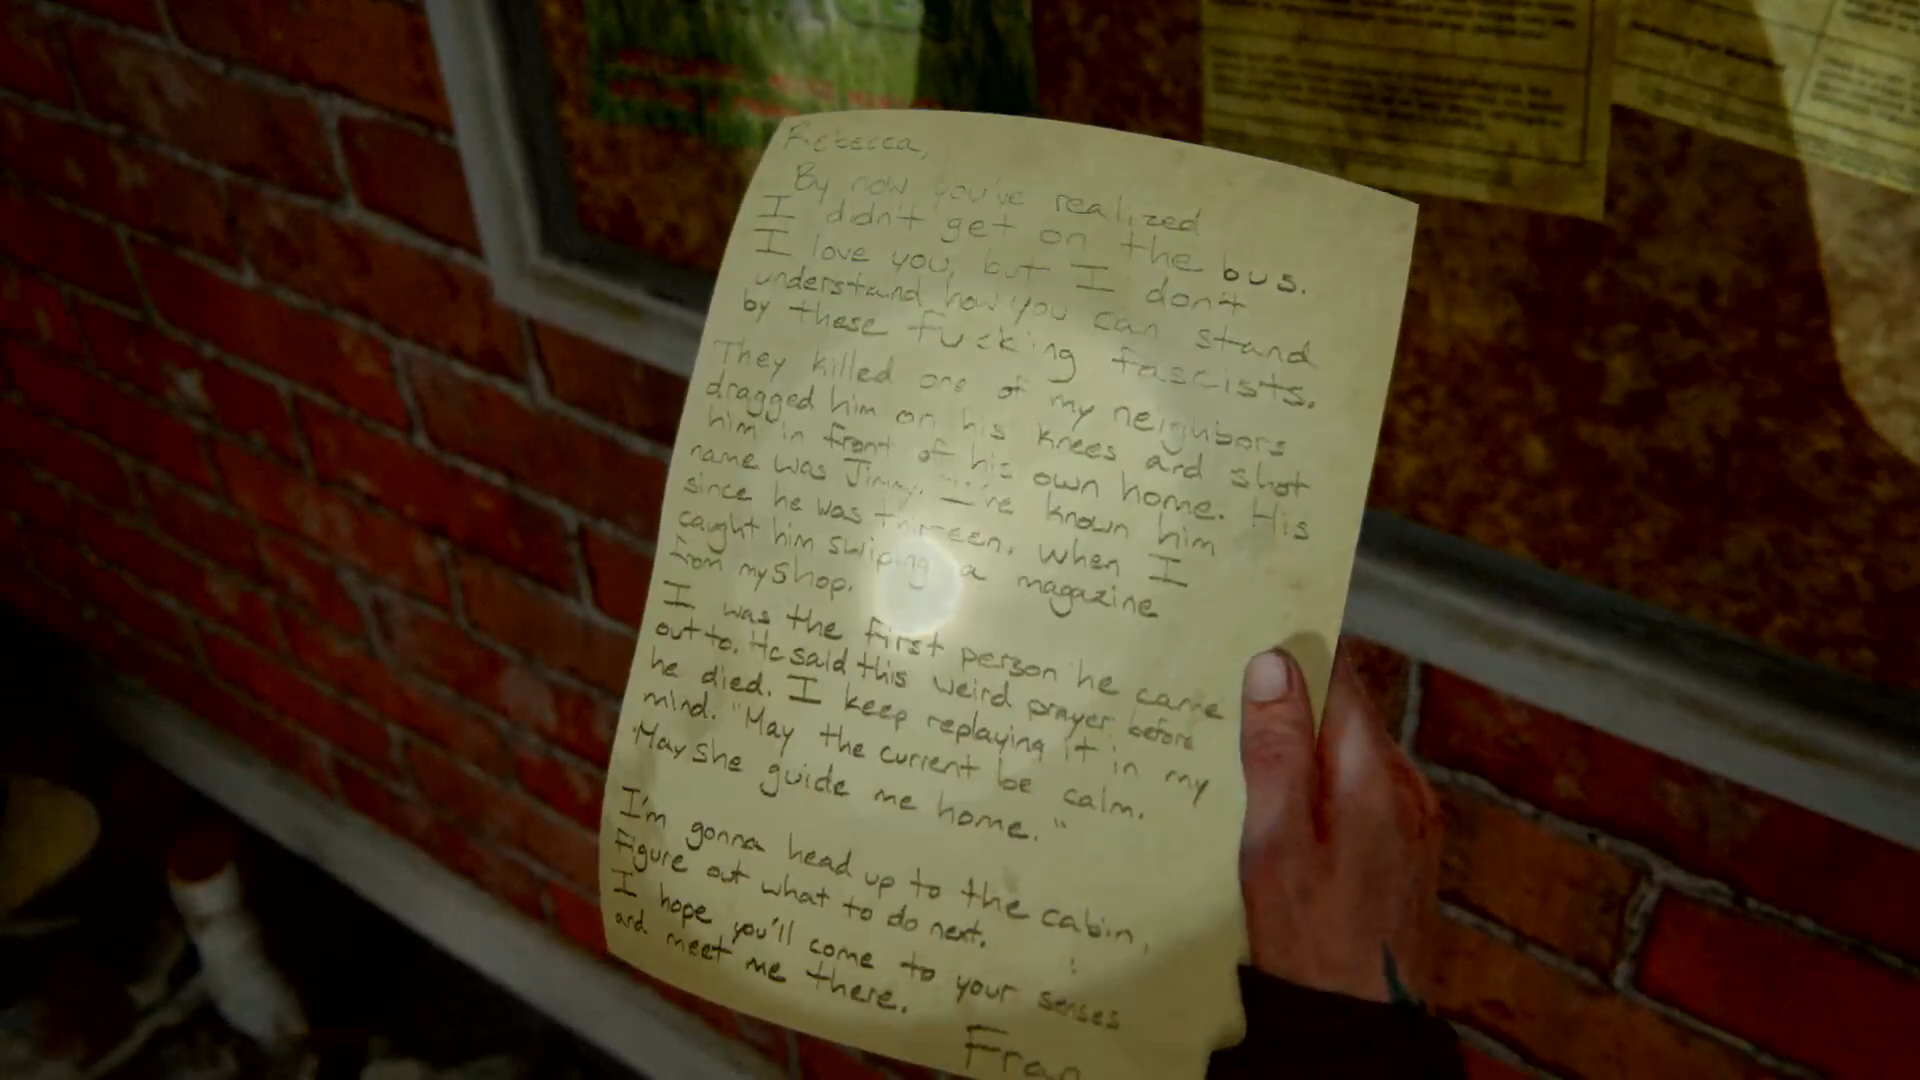 Rebecca,
By now you've realized
I didn't get on the bus.
I love you, but I don't
understand how you can stand
by these fucking fascists.
They killed one of my neighbors
dragged him on his knees and shot
him in front of his own home. His
name was Jimmy. I've known him
since he was thirteen. When I
caught him swiping a magazine
from my shop.
I was the first person he came
out to. He said this weird prayer before
he died. I keep replaying it in my
mind. "May the current be calm.
May she guide me home."
I'm gonna head up to the cabin,
figure out what to do next.
I hope you'll come to your senses
and meet me there.
Fran